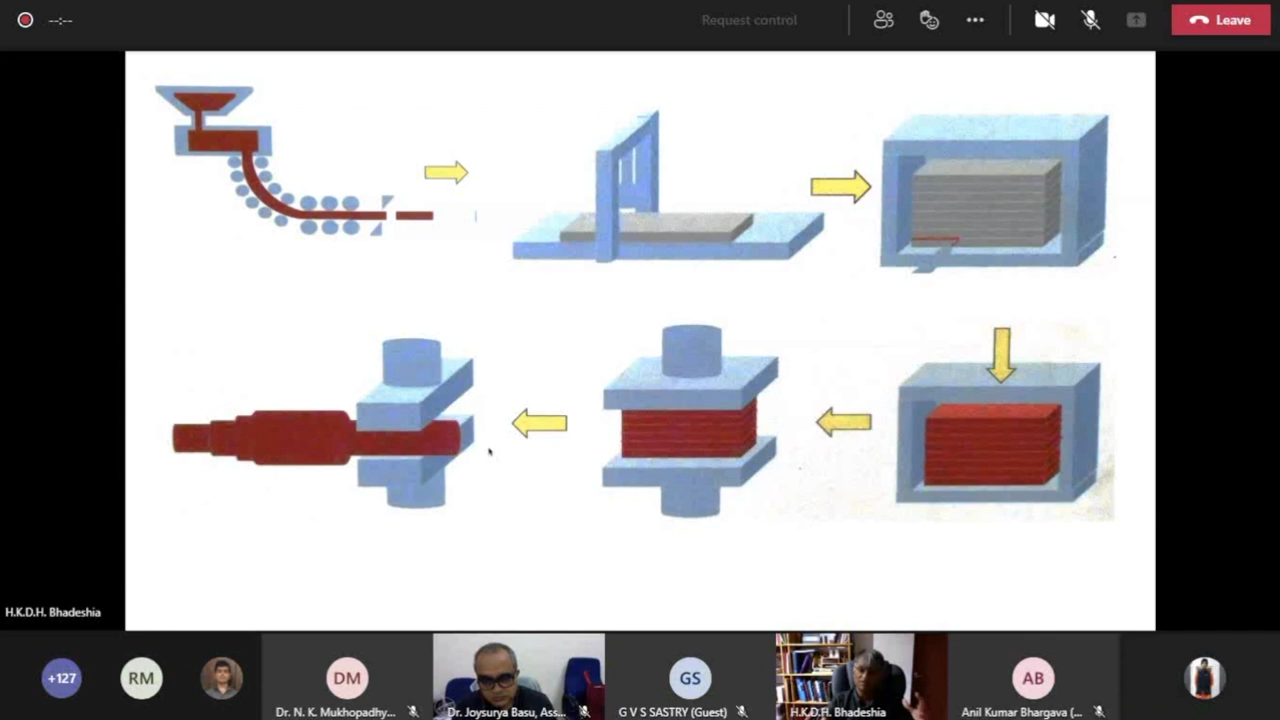 --:--
Request control
Leave
H.K.D.H. Bhadeshia
+127
RM
DM
GS
AB
Dr. N. K. Mukhopadhy...
Dr. Joysurya Basu, Ass...
G V S SASTRY (Guest)
H.K.D.H. Bhadeshia
Anil Kumar Bhargava (...